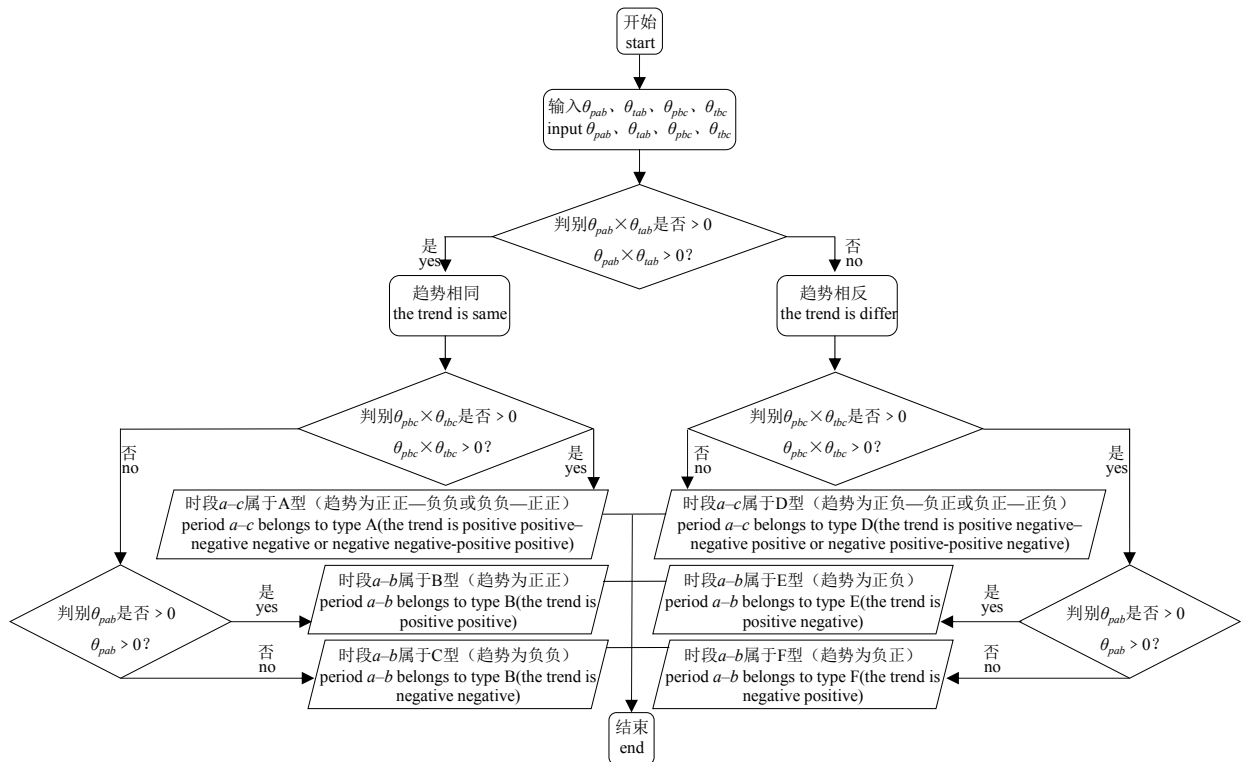 开始
start
输入θpab、θtab、θpbc、θtbc
input θpab、θtab、θpbc、θtbc
判别θpab×θtab是否﹥0
θpab×θtab﹥0？
是
yes
否
no
趋势相同
the trend is same
趋势相反
the trend is differ
判别θpbc×θtbc是否﹥0
θpbc×θtbc﹥0？
判别θpbc×θtbc是否﹥0
θpbc×θtbc﹥0？
否
no
是
yes
否
no
是
yes
时段a–c属于A型（趋势为正正—负负或负负—正正）
period a–c belongs to type A(the trend is positive positive–
negative negative or negative negative-positive positive)
时段a–c属于D型（趋势为正负—负正或负正—正负）
period a–c belongs to type D(the trend is positive negative–
negative positive or negative positive-positive negative)
判别θpab是否﹥0
θpab﹥0？
是
yes
否
no
时段a–b属于B型（趋势为正正）
period a–b belongs to type B(the trend is
positive positive)
时段a–b属于E型（趋势为正负）
period a–b belongs to type E(the trend is
positive negative)
是
yes
否
no
判别θpab是否﹥0
θpab﹥0？
时段a–b属于C型（趋势为负负）
period a–b belongs to type B(the trend is
negative negative)
时段a–b属于F型（趋势为负正）
period a–b belongs to type F(the trend is
negative positive)
结束
end